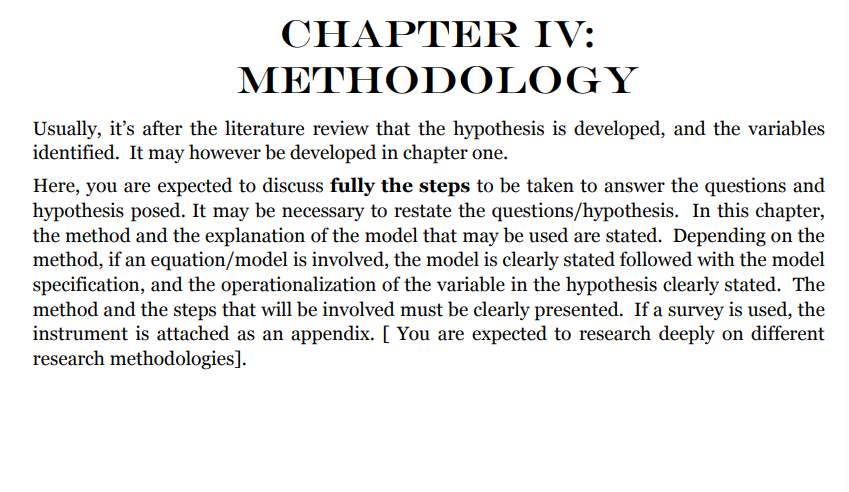 CHAPTER IV:
METHODOLOGY
Usually, it’s after the literature review that the hypothesis is developed, and the variables
identified.  It may however be developed in chapter one.
Here, you are expected to discuss fully the steps to be taken to answer the questions and
hypothesis posed. It may be necessary to restate the questions/hypothesis.  In this chapter,
the method and the explanation of the model that may be used are stated.  Depending on the
method, if an equation/model is involved, the model is clearly stated followed with the model
specification, and the operationalization of the variable in the hypothesis clearly stated.  The
method and the steps that will be involved must be clearly presented.  If a survey is used, the
instrument is attached as an appendix. [ You are expected to research deeply on different
research methodologies].